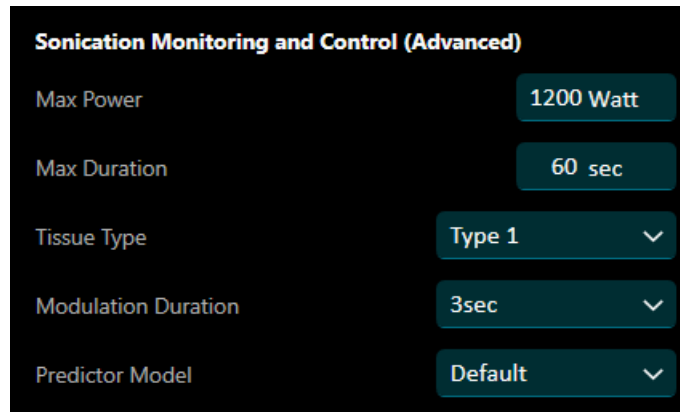 Sonication Monitoring and Control (Advanced)
Max Power 1200 Watt
Max Duration 60 sec
Tissue Type Type 1
Modulation Duration 3sec
Predictor Model Default